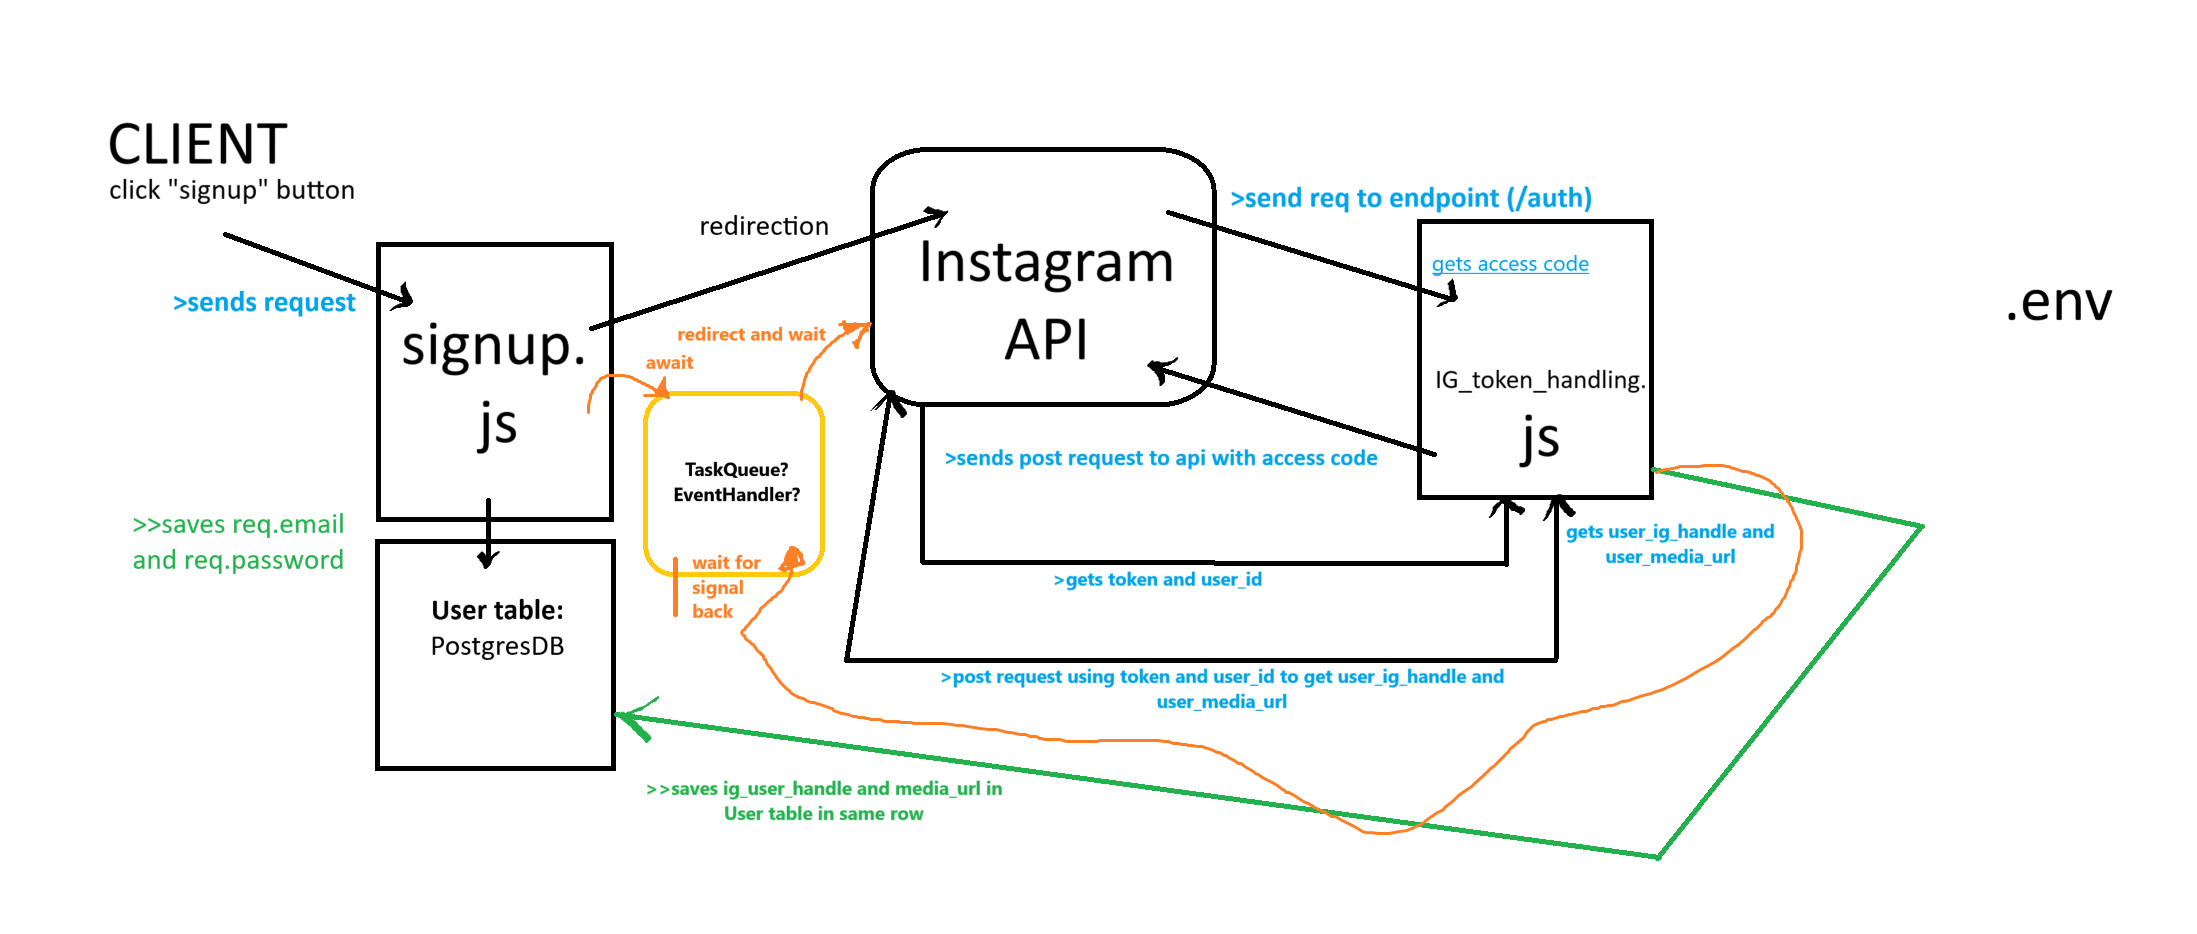 CLIENT
click "signup" button
>sends request
signup.
js
>>saves req.email
and req.password
User table:
PostgresDB
redirection
redirect and wait
await
TaskQueue?
EventHandler?
wait for
signal
back
Instagram
API
>send req to endpoint (/auth)
gets access code
IG_token_handling.
js
.env
>sends post request to api with access code
>gets token and user_id
gets user_ig_handle and
user_media_url
>post request using token and user_id to get user_ig_handle and
user_media_url
>>saves ig_user_handle and media_url in
User table in same row